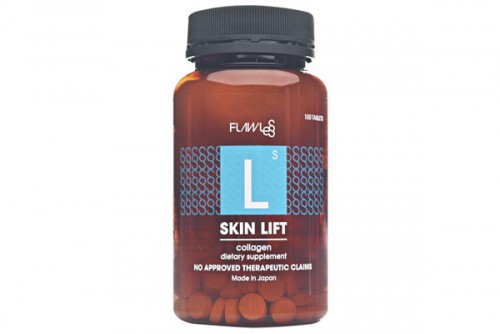 100 TABLETS
FLAWLESS
S
L
SKIN LIFT
collagen
dietary supplement
NO APPROVED THERAPEUTIC CLAIMS
Made in Japan